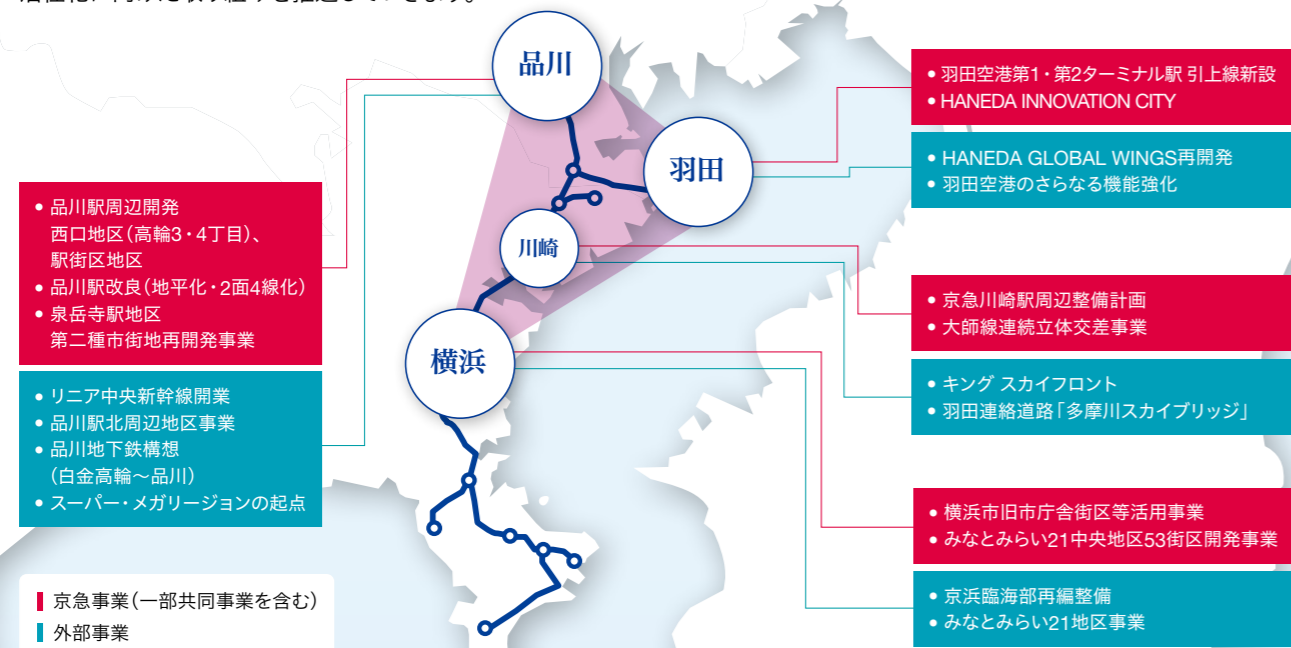 品川
羽田
川崎
横浜
• 品川駅周辺開発
西口地区(高輪3・4丁目)、
駅街区地区
• 品川駅改良(地平化・2面4線化)
• 泉岳寺駅地区
第二種市街地再開発事業
• リニア中央新幹線開業
• 品川駅北周辺地区事業
• 品川地下鉄構想
(白金高輪〜品川)
• スーパー・メガリージョンの起点
京急事業(一部共同事業を含む)
外部事業
• 羽田空港第1・第2ターミナル駅 引上線新設
• HANEDA INNOVATION CITY
• HANEDA GLOBAL WINGS再開発
• 羽田空港のさらなる機能強化
• 京急川崎駅周辺整備計画
• 大師線連続立体交差事業
• キング スカイフロント
• 羽田連絡道路「多摩川スカイブリッジ」
• 横浜市旧市庁舎街区等活用事業
• みなとみらい21中央地区53街区開発事業
• 京浜臨海部再編整備
• みなとみらい21地区事業